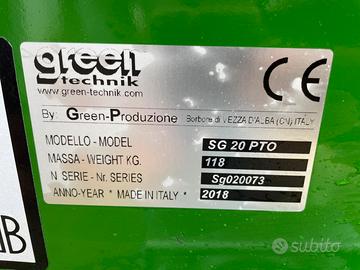 green
technik
www.green-technik.com
CE
By: Green-Produzione Borbore di VEZZA D'ALBA (CN) ITALY
MODELLO - MODEL SG 20 PTO
MASSA - WEIGHT KG. 118
N SERIE - Nr. SERIES Sg020073
ANNO-YEAR * MADE IN ITALY * 2018
subito